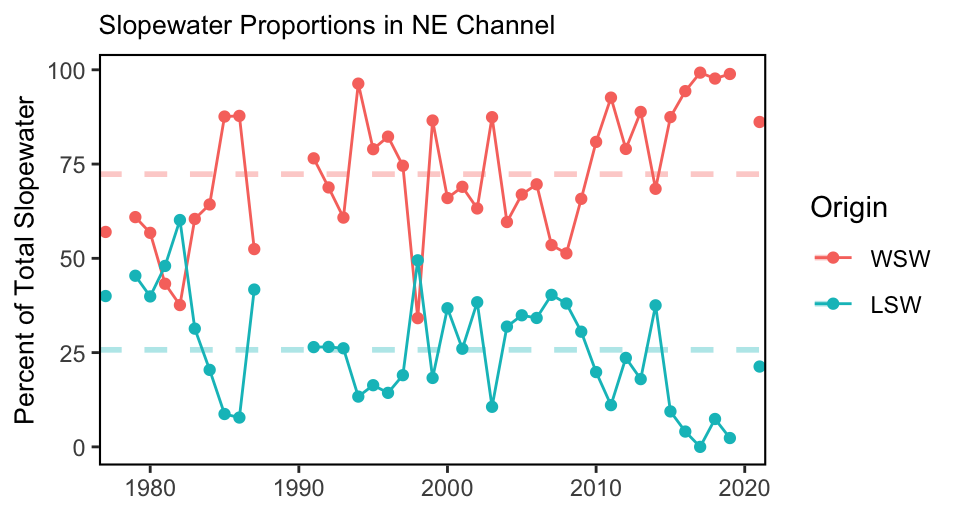 Slopewater Proportions in NE Channel
Percent of Total Slopewater
100
75
50
25
0
1980 1990 2000 2010 2020
Origin
WSW
LSW